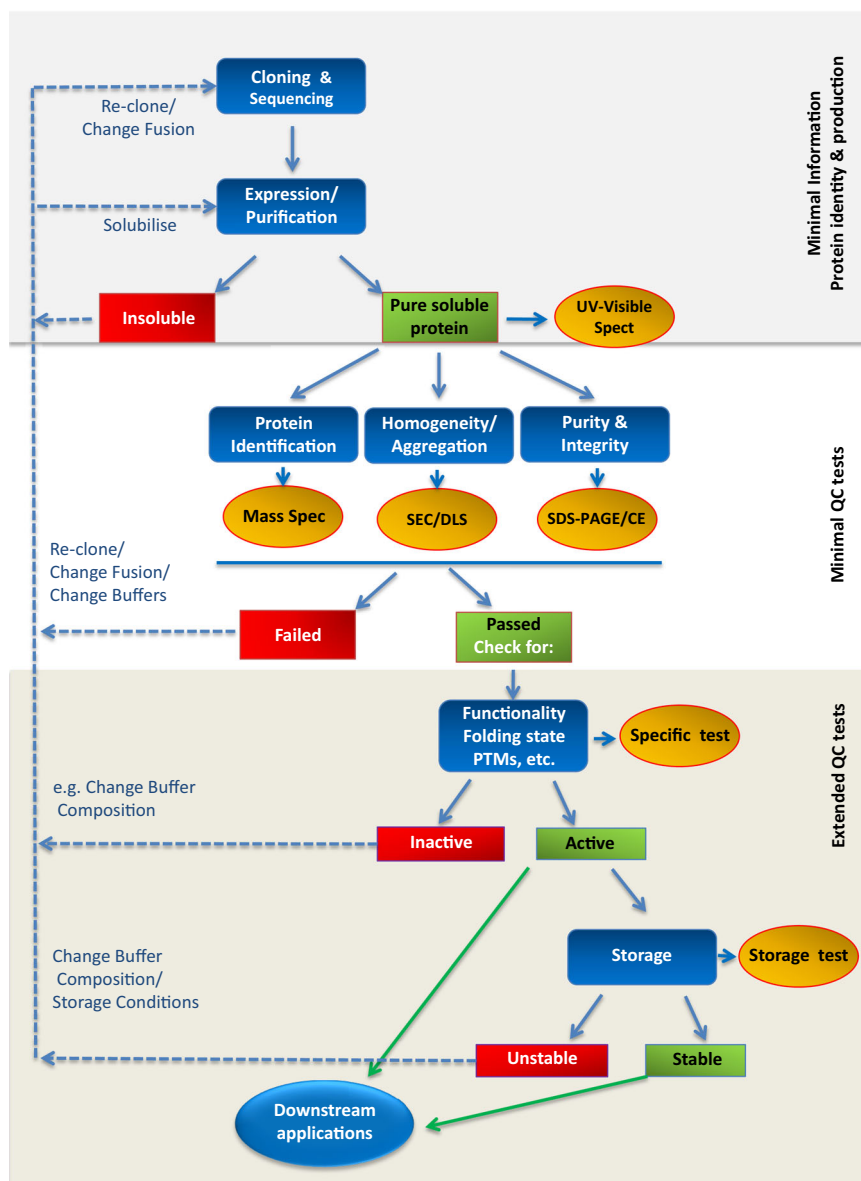 Cloning &
Sequencing
Re-clone/
Change Fusion
Expression/
Purification
Solubilise
Minimal Information
Protein identity & production
Insoluble
Pure soluble
protein
UV-Visible
Spect
Protein
Identification
Homogeneity/
Aggregation
Purity &
Integrity
Mass Spec
SEC/DLS
SDS-PAGE/CE
Minimal QC tests
Re-clone/
Change Fusion/
Change Buffers
Failed
Passed
Check for:
Functionality
Folding state
PTMs, etc.
Specific test
Extended QC tests
e.g. Change Buffer
Composition
Inactive
Active
Change Buffer
Composition/
Storage Conditions
Storage
Storage test
Unstable
Stable
Downstream
applications